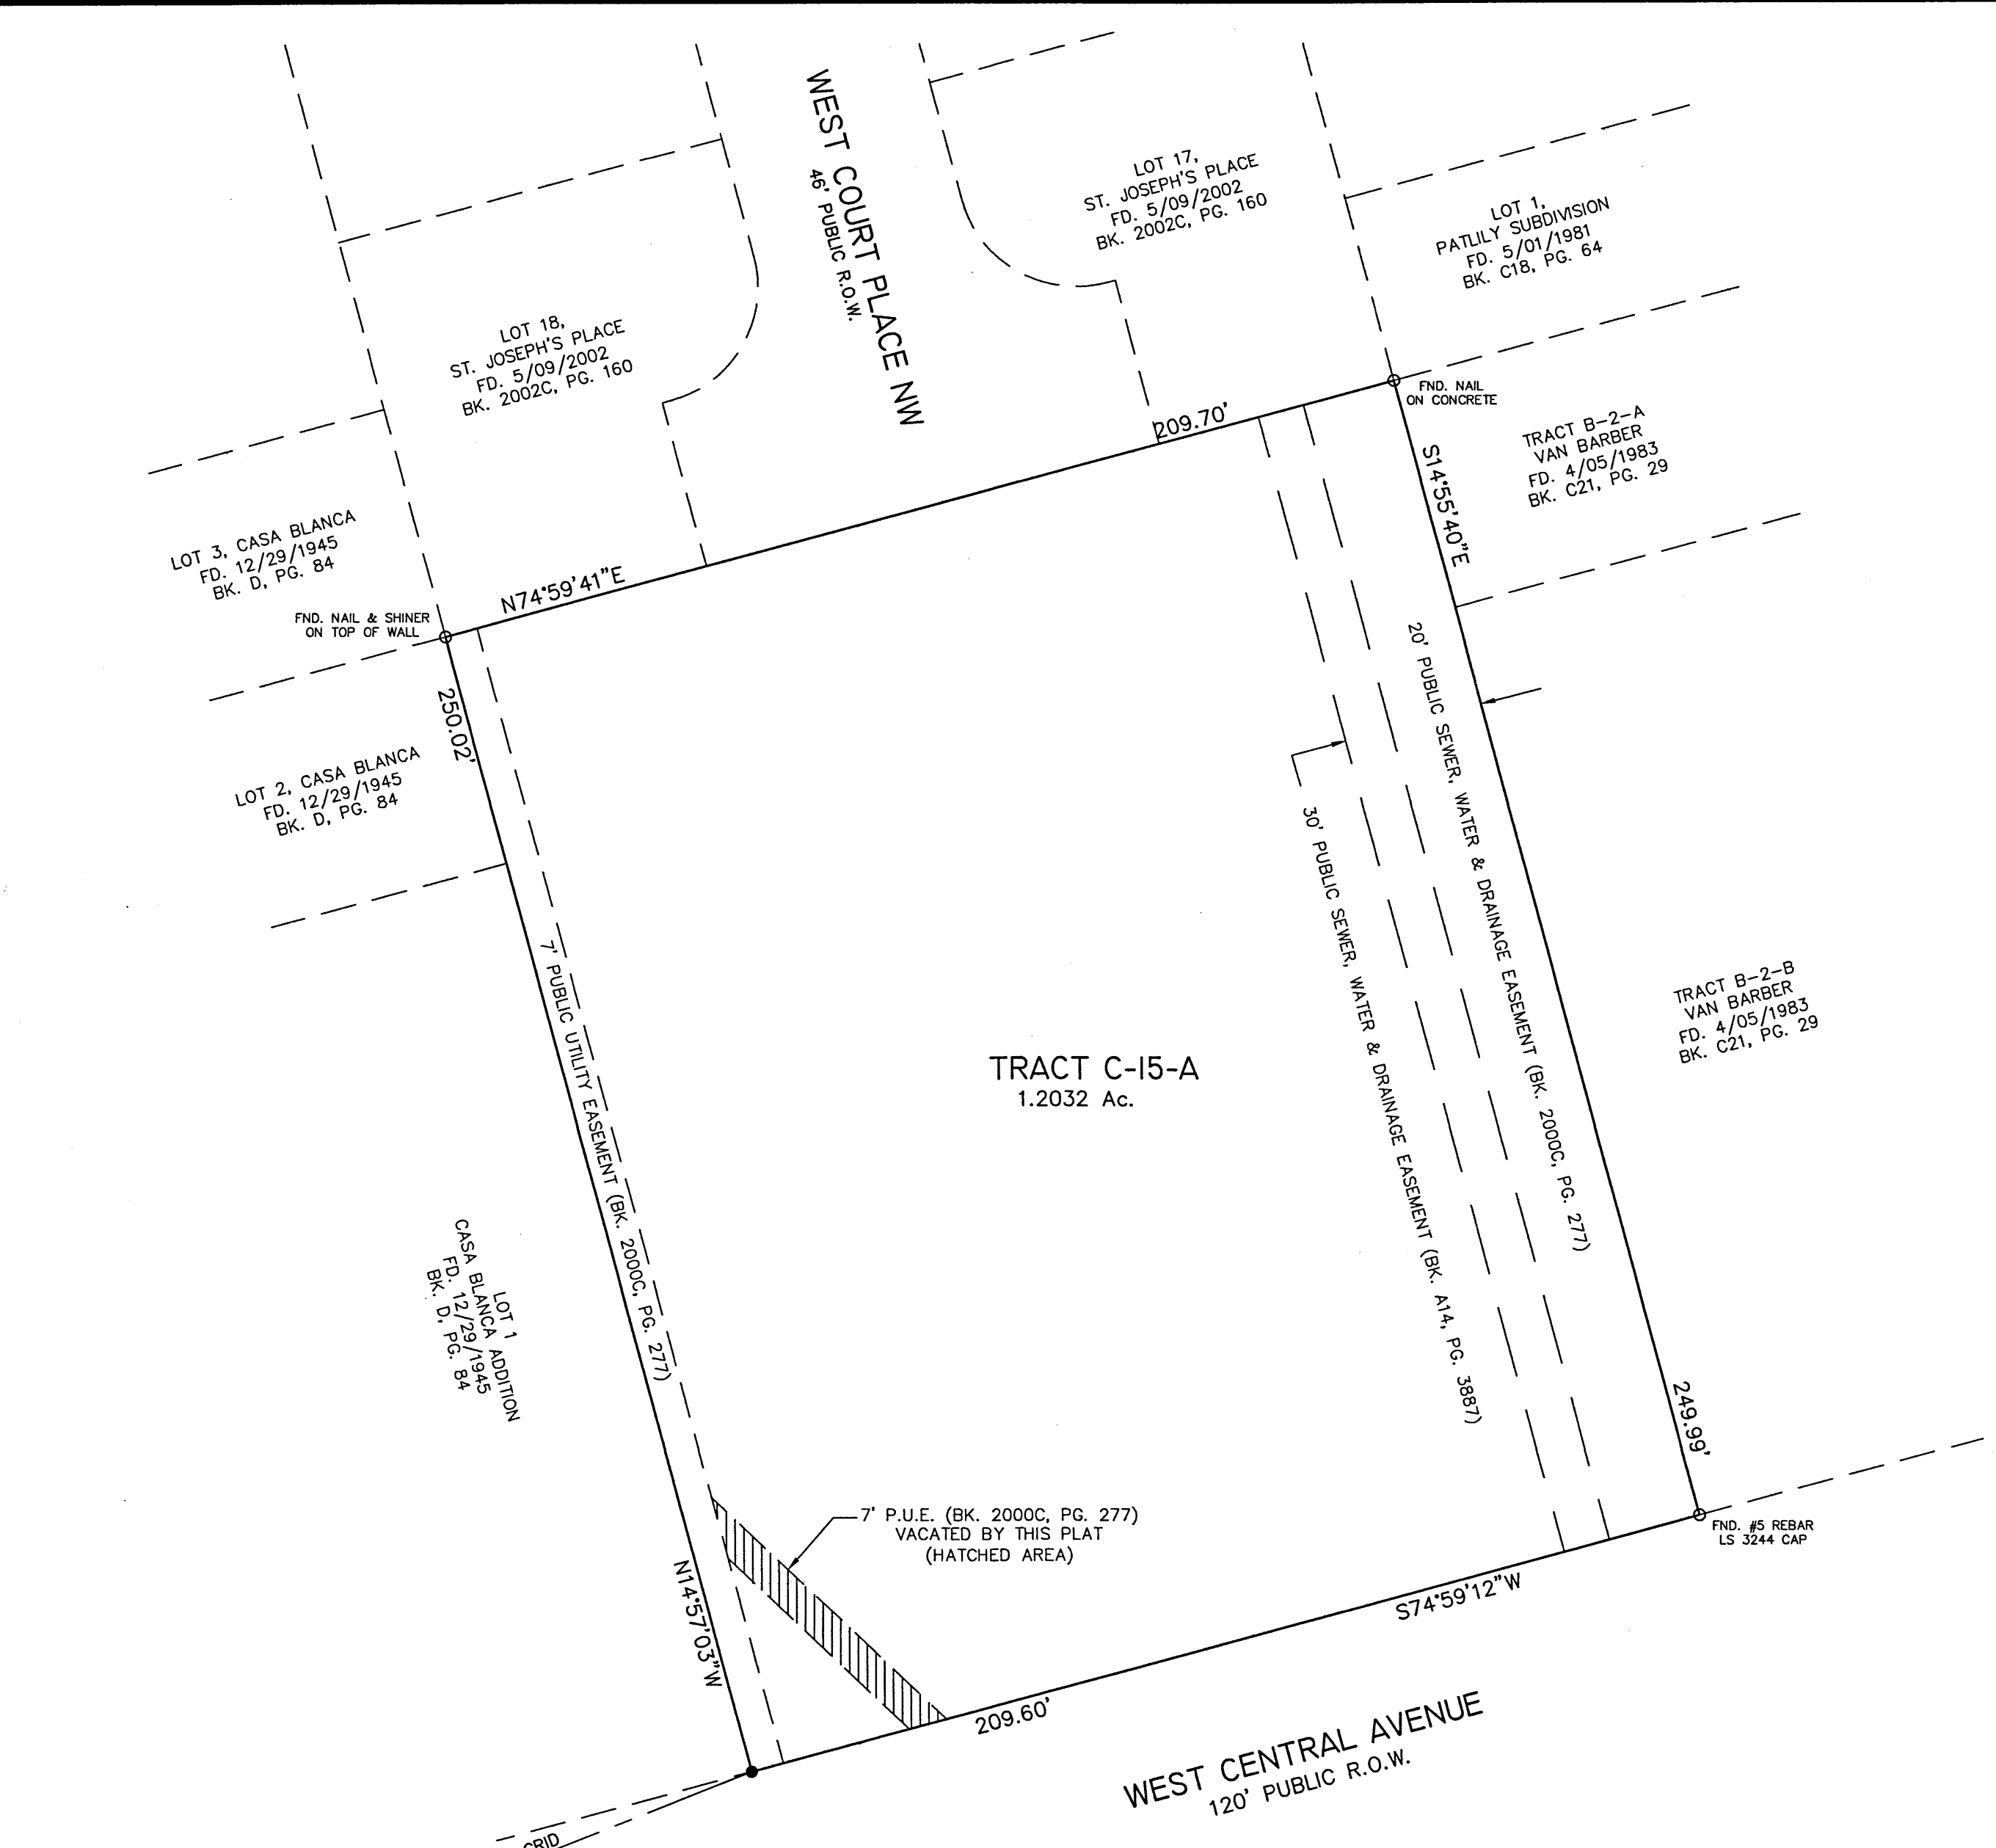 WEST COURT PLACE NW
46' PUBLIC R.O.W.
LOT 17,
ST. JOSEPH'S PLACE
FD. 5/09/2002
BK. 2002C, PG. 160
LOT 1,
PATLILY SUBDIVISION
FD. 5/01/1981
BK. C18, PG. 64
LOT 18,
ST. JOSEPH'S PLACE
FD. 5/09/2002
BK. 2002C, PG. 160
FND. NAIL
ON CONCRETE
209.70'
TRACT B-2-A
VAN BARBER
FD. 4/05/1983
BK. C21, PG. 29
S14°55'40"E
LOT 3, CASA BLANCA
FD. 12/29/1945
BK. D, PG. 84
N74°59'41"E
FND. NAIL & SHINER
ON TOP OF WALL
250.02'
LOT 2, CASA BLANCA
FD. 12/29/1945
BK. D, PG. 84
20' PUBLIC SEWER, WATER & DRAINAGE EASEMENT (BK. 2000C, PG. 277)
30' PUBLIC SEWER, WATER & DRAINAGE EASEMENT (BK. A14, PG. 3887)
7' PUBLIC UTILITY EASEMENT (BK. 2000C, PG. 277)
TRACT B-2-B
VAN BARBER
FD. 4/05/1983
BK. C21, PG. 29
TRACT C-15-A
1.2032 Ac.
LOT 1
CASA BLANCA ADDITION
FD. 12/29/1945
BK. D, PG. 84
249.99'
7' P.U.E. (BK. 2000C, PG. 277)
VACATED BY THIS PLAT
(HATCHED AREA)
FND. #5 REBAR
LS 3244 CAP
N14°57'03"W
S74°59'12"W
209.60'
WEST CENTRAL AVENUE
120' PUBLIC R.O.W.
GRID